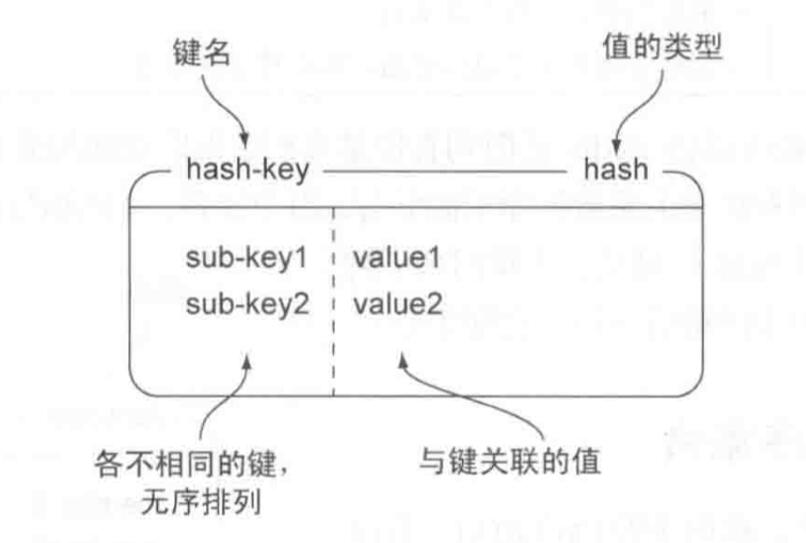 键名
值的类型
hash-key
hash
sub-key1
value1
sub-key2
value2
各不相同的键，
无序排列
与键关联的值